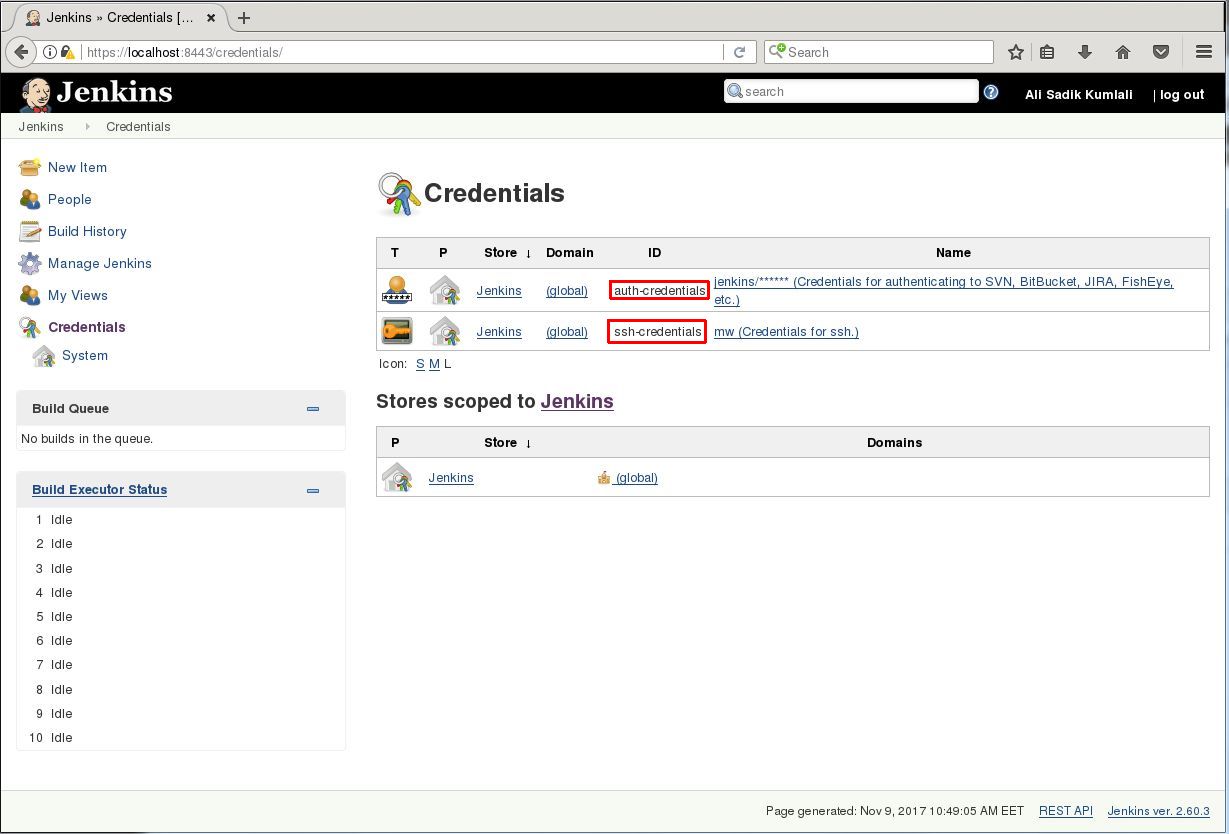 Jenkins » Credentials [...
https://localhost:8443/credentials/
Search
Jenkins
search
Ali Sadik Kumlali
| log out
Jenkins
Credentials
New Item
People
Build History
Manage Jenkins
My Views
Credentials
System
Build Queue
No builds in the queue.
Build Executor Status
1 Idle
2 Idle
3 Idle
4 Idle
5 Idle
6 Idle
7 Idle
8 Idle
9 Idle
10 Idle
Credentials
T P Store ↓ Domain ID Name
Jenkins (global) auth-credentials jenkins/****** (Credentials for authenticating to SVN, BitBucket, JIRA, FishEye,
etc.)
Jenkins (global) ssh-credentials mw (Credentials for ssh.)
Icon: S M L
Stores scoped to Jenkins
P Store ↓ Domains
Jenkins (global)
Page generated: Nov 9, 2017 10:49:05 AM EET REST API Jenkins ver. 2.60.3